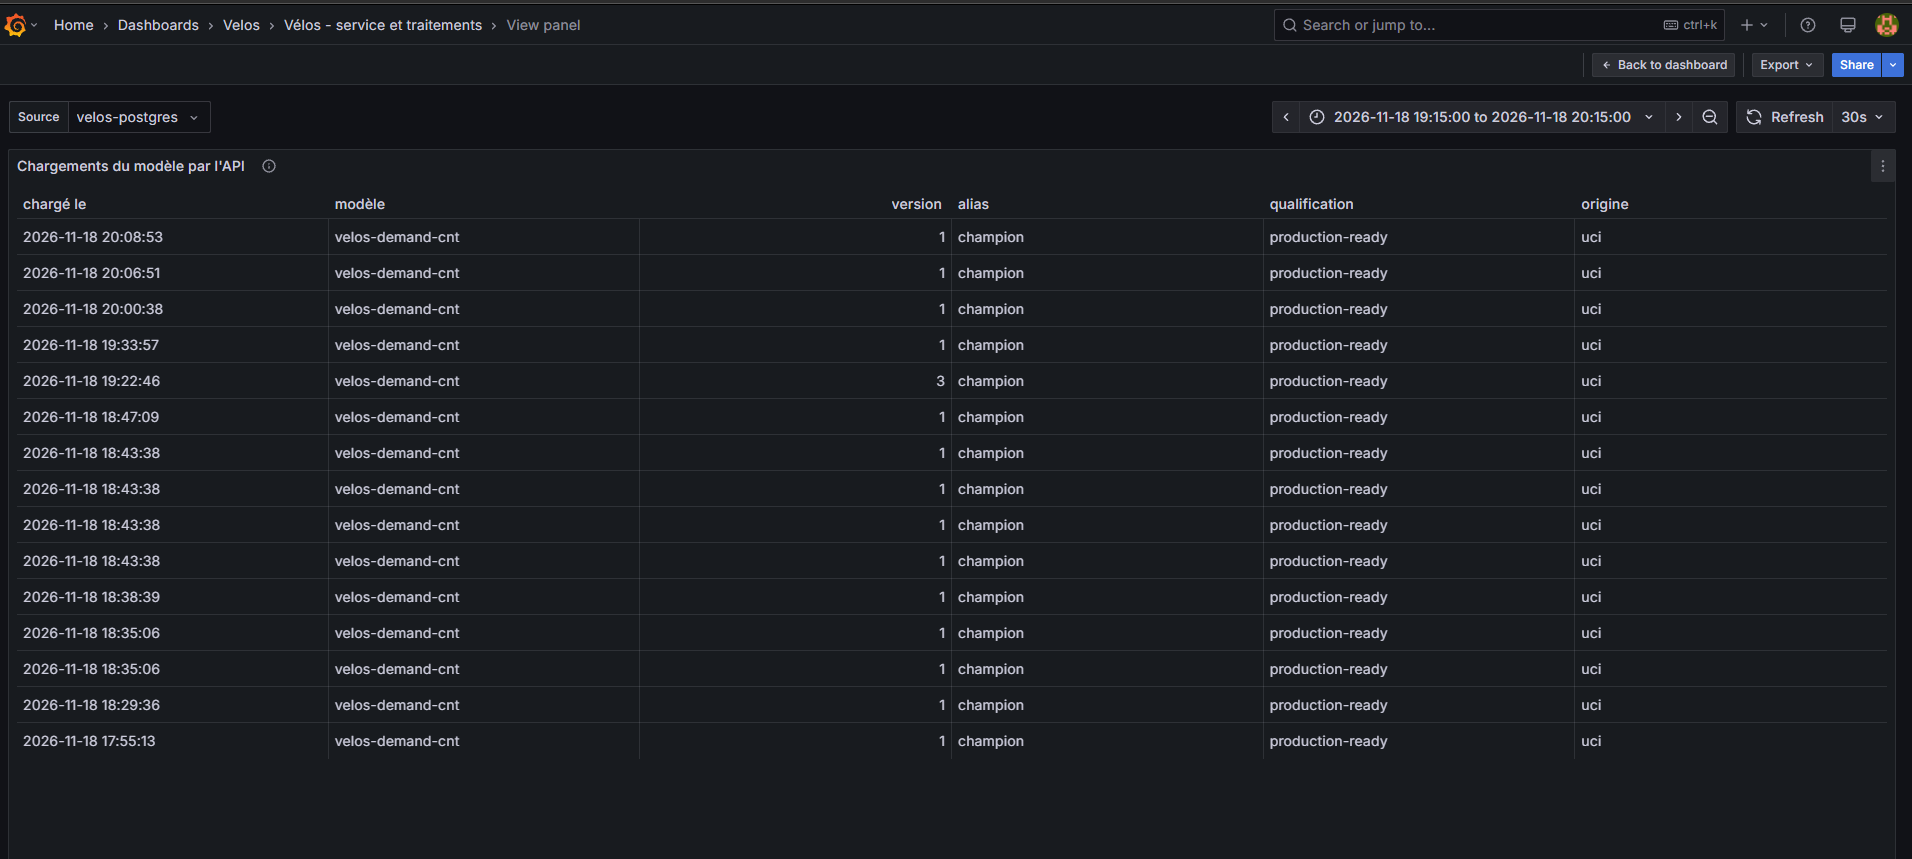 Home › Dashboards › Velos › Vélos - service et traitements › View panel
Search or jump to...
ctrl+k
Back to dashboard
Export
Share
Source
velos-postgres
2026-11-18 19:15:00 to 2026-11-18 20:15:00
Refresh
30s
Chargements du modèle par l'API
chargé le modèle version alias qualification origine
2026-11-18 20:08:53 velos-demand-cnt 1 champion production-ready uci
2026-11-18 20:06:51 velos-demand-cnt 1 champion production-ready uci
2026-11-18 20:00:38 velos-demand-cnt 1 champion production-ready uci
2026-11-18 19:33:57 velos-demand-cnt 1 champion production-ready uci
2026-11-18 19:22:46 velos-demand-cnt 3 champion production-ready uci
2026-11-18 18:47:09 velos-demand-cnt 1 champion production-ready uci
2026-11-18 18:43:38 velos-demand-cnt 1 champion production-ready uci
2026-11-18 18:43:38 velos-demand-cnt 1 champion production-ready uci
2026-11-18 18:43:38 velos-demand-cnt 1 champion production-ready uci
2026-11-18 18:43:38 velos-demand-cnt 1 champion production-ready uci
2026-11-18 18:38:39 velos-demand-cnt 1 champion production-ready uci
2026-11-18 18:35:06 velos-demand-cnt 1 champion production-ready uci
2026-11-18 18:35:06 velos-demand-cnt 1 champion production-ready uci
2026-11-18 18:29:36 velos-demand-cnt 1 champion production-ready uci
2026-11-18 17:55:13 velos-demand-cnt 1 champion production-ready uci